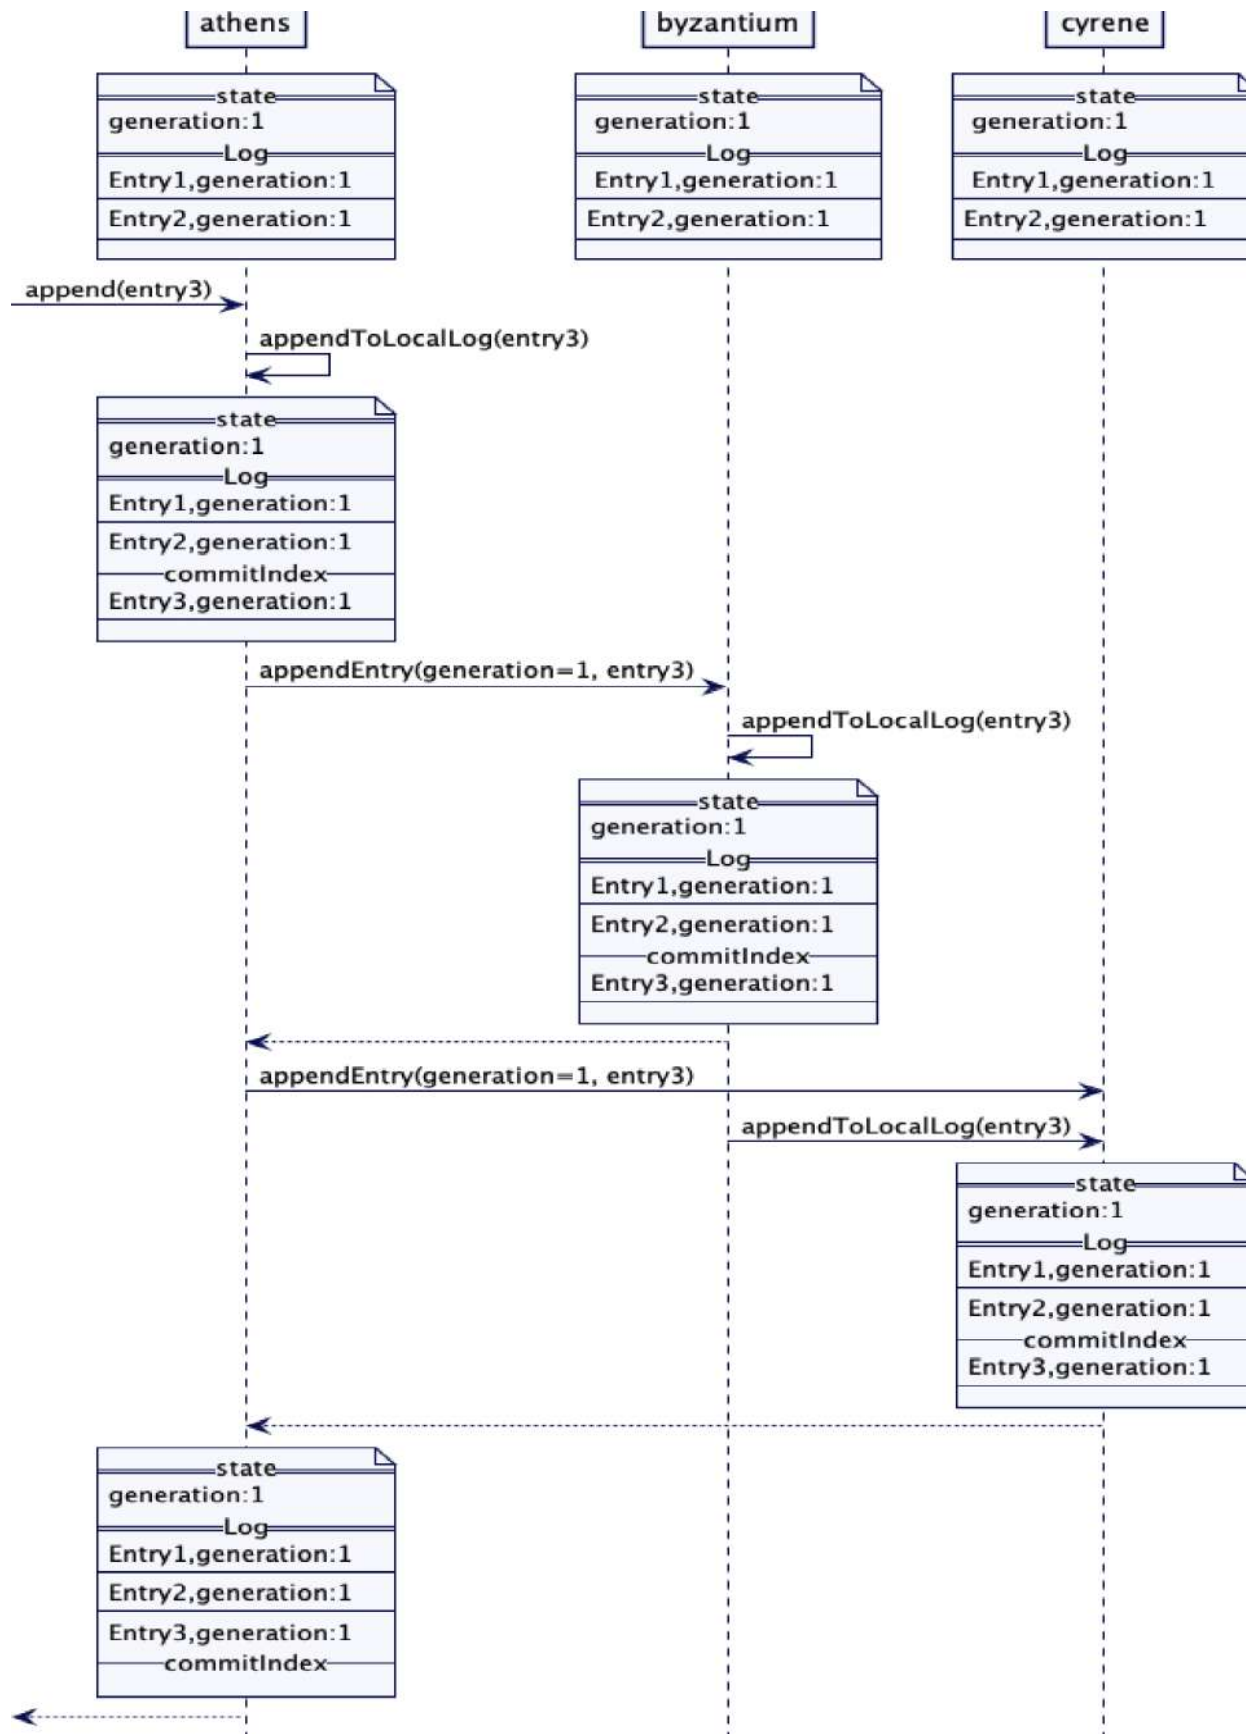 athens
byzantium
cyrene
state
generation:1
Log
Entry1,generation:1
Entry2,generation:1
state
generation:1
Log
Entry1,generation:1
Entry2,generation:1
state
generation:1
Log
Entry1,generation:1
Entry2,generation:1
append(entry3)
appendToLocalLog(entry3)
state
generation:1
Log
Entry1,generation:1
Entry2,generation:1
commitIndex
Entry3,generation:1
appendEntry(generation=1, entry3)
appendToLocalLog(entry3)
state
generation:1
Log
Entry1,generation:1
Entry2,generation:1
commitIndex
Entry3,generation:1
appendEntry(generation=1, entry3)
appendToLocalLog(entry3)
state
generation:1
Log
Entry1,generation:1
Entry2,generation:1
commitIndex
Entry3,generation:1
state
generation:1
Log
Entry1,generation:1
Entry2,generation:1
Entry3,generation:1
commitIndex